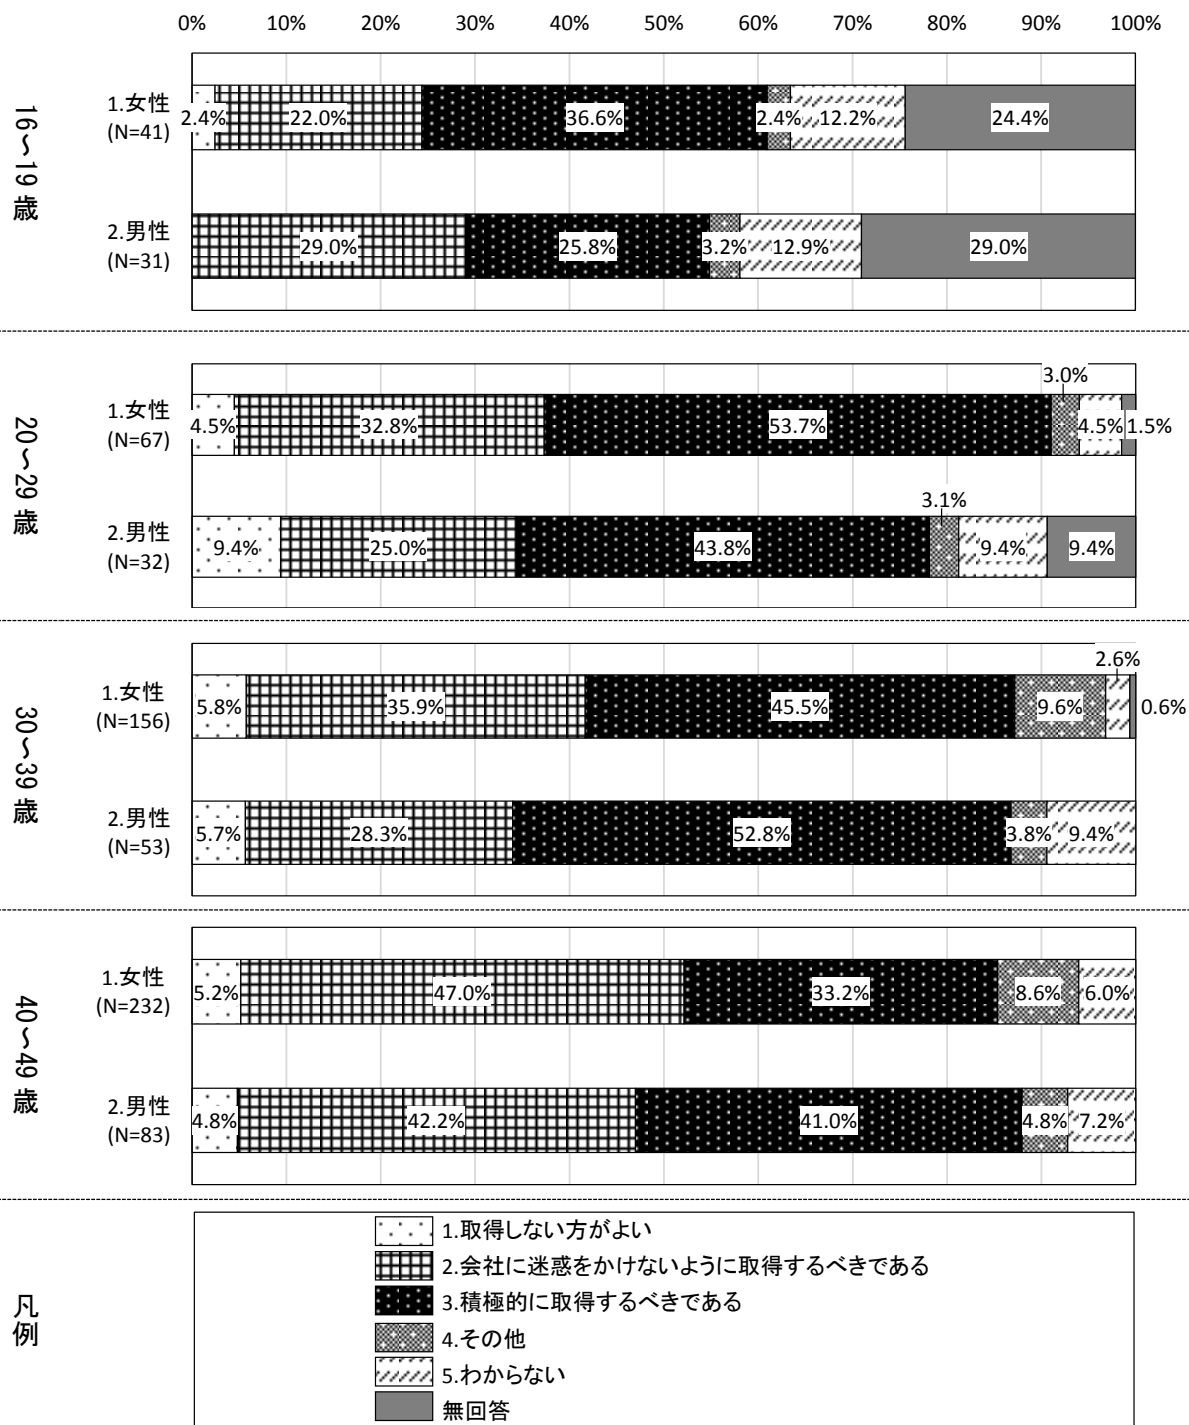 0% 10% 20% 30% 40% 50% 60% 70% 80% 90% 100%
16～19 歳
1.女性
(N=41)
2.4% 22.0% 36.6% 2.4% 12.2% 24.4%
2.男性
(N=31)
29.0% 25.8% 3.2% 12.9% 29.0%
20～29 歳
3.0%
1.女性
(N=67)
4.5% 32.8% 53.7% 4.5% 1.5%
3.1%
2.男性
(N=32)
9.4% 25.0% 43.8% 9.4% 9.4%
30～39 歳
2.6%
1.女性
(N=156)
5.8% 35.9% 45.5% 9.6% 0.6%
2.男性
(N=53)
5.7% 28.3% 52.8% 3.8% 9.4%
40～49 歳
1.女性
(N=232)
5.2% 47.0% 33.2% 8.6% 6.0%
2.男性
(N=83)
4.8% 42.2% 41.0% 4.8% 7.2%
凡例
1.取得しない方がよい
2.会社に迷惑をかけないように取得するべきである
3.積極的に取得するべきである
4.その他
5.わからない
無回答